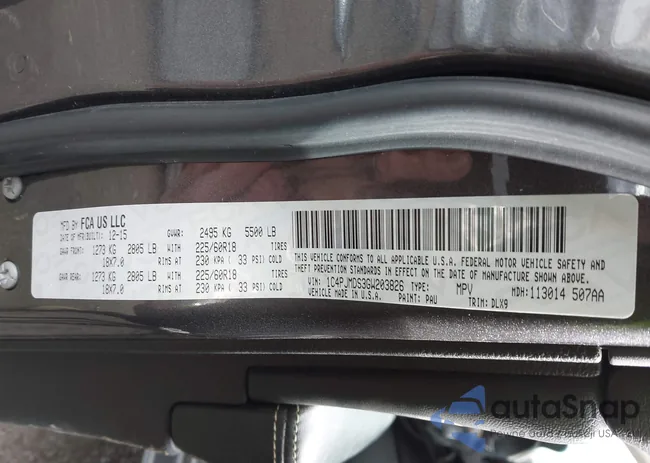 MFD BY FCA US LLC
DATE OF MFR(BUILT): 12-15 GVWR: 2495 KG 5500 LB
GAWR FRONT: 1273 KG 2805 LB WITH 225/60R18 TIRES
18X7.0 RIMS AT 230 KPA ( 33 PSI) COLD
GAWR REAR: 1273 KG 2805 LB WITH 225/60R18 TIRES
18X7.0 RIMS AT 230 KPA ( 33 PSI) COLD
THIS VEHICLE CONFORMS TO ALL APPLICABLE U.S.A. FEDERAL MOTOR VEHICLE SAFETY AND
THEFT PREVENTION STANDARDS IN EFFECT ON THE DATE OF MANUFACTURE SHOWN ABOVE.
VIN: 1C4PJMDS3GW203826 TYPE: MPV MDH: 113014 507AA
VEHICLE MADE IN U.S.A. PAINT: PAU TRIM: DLX9
autoSnap